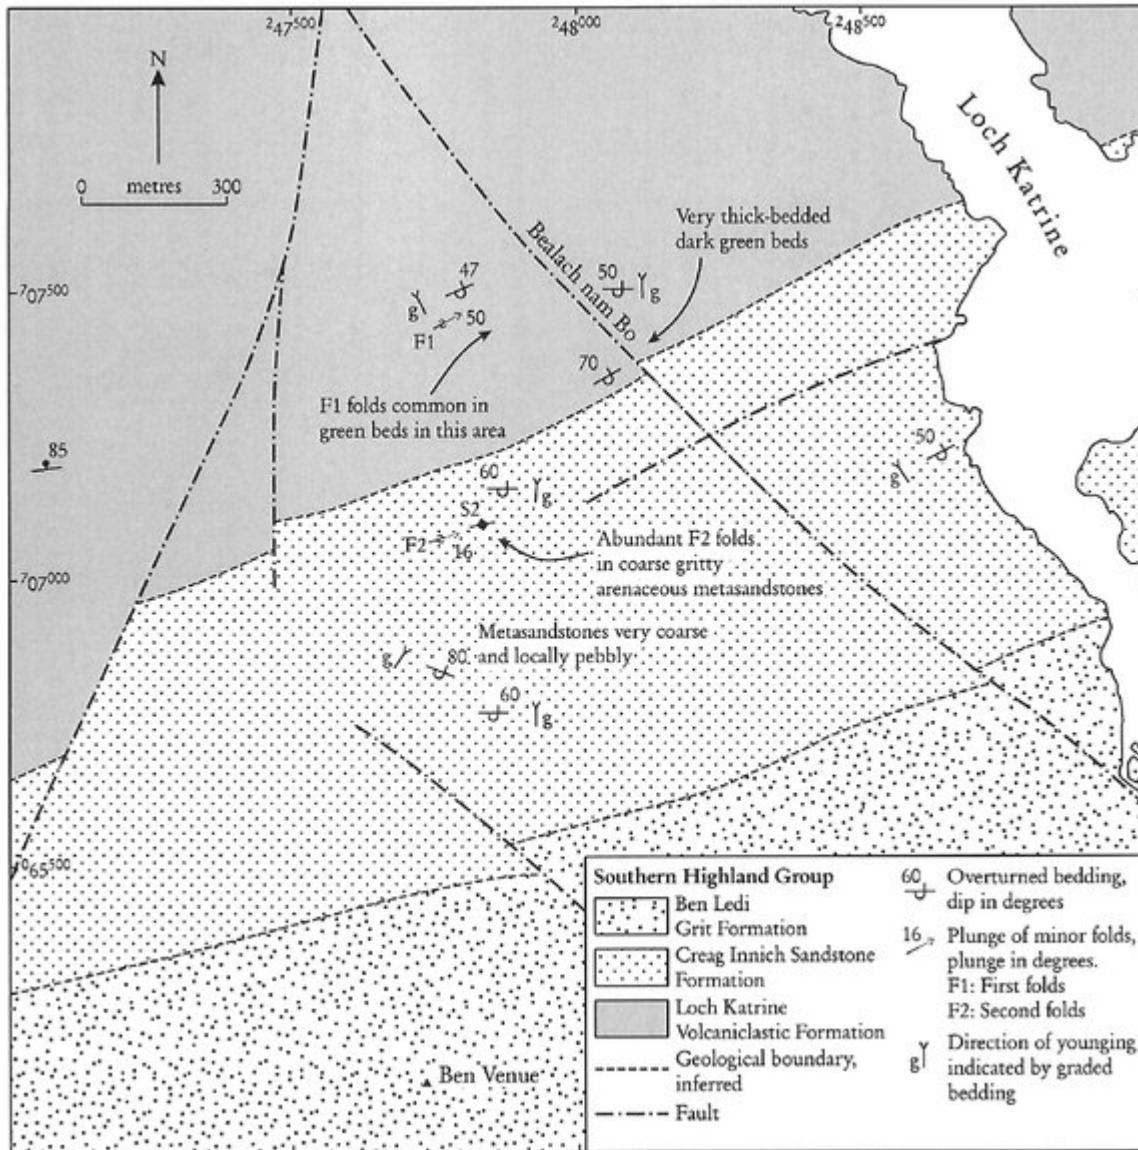 247500
248000
248500
N
0 metres 300
Loch Katrine
Very thick-bedded
dark green beds
Bealach nam Bo
707500
47
50
g
g
50
F1
70
F1 folds common in
green beds in this area
85
50
g
60
g
S2
F2
16
Abundant F2 folds
in coarse gritty
arenaceous metasandstones
707000
Metasandstones very coarse
and locally pebbly
g
80
60
g
706500
Ben Venue
Southern Highland Group
Ben Ledi
Grit Formation
Creag Innich Sandstone
Formation
Loch Katrine
Volcaniclastic Formation
Geological boundary,
inferred
Fault
60
Overturned bedding,
dip in degrees
16
Plunge of minor folds,
plunge in degrees.
F1: First folds
F2: Second folds
g
Direction of younging
indicated by graded
bedding